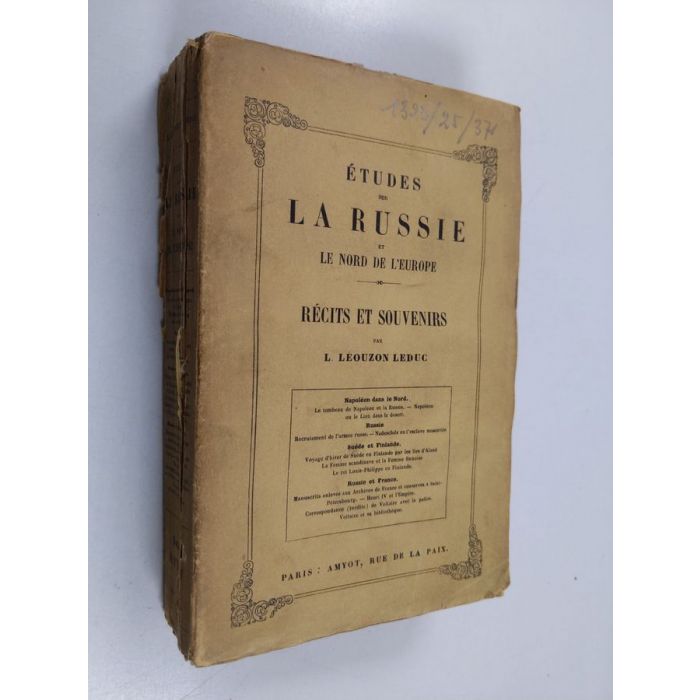 1393/25/371
ÉTUDES
SUR
LA RUSSIE
ET
LE NORD DE L'EUROPE
RÉCITS ET SOUVENIRS
PAR
L. LÉOUZON LEDUC
Napoléon dans le Nord.
Le tombeau de Napoléon et la Russie. — Napoléon
ou le Lion dans le desert.
Russie
Recrutement de l'armée russe. — Nadeschda ou l'esclave
Suède et Finlande.
Voyage d'hiver de Suède en Finlande par les îles d'Aland
La Femme scandinave et la Femme finnoise
Le roi Louis-Philippe en Finlande.
Russie et France.
Manuscrits enlevés aux Archives de France et conservés à Saint-
Pétersbourg. — Henri IV et l'Empire.
Correspondance (inédite) de Voltaire avec la
Voltaire et sa bibliothèque.
PARIS : AMYOT, RUE DE LA PAIX.